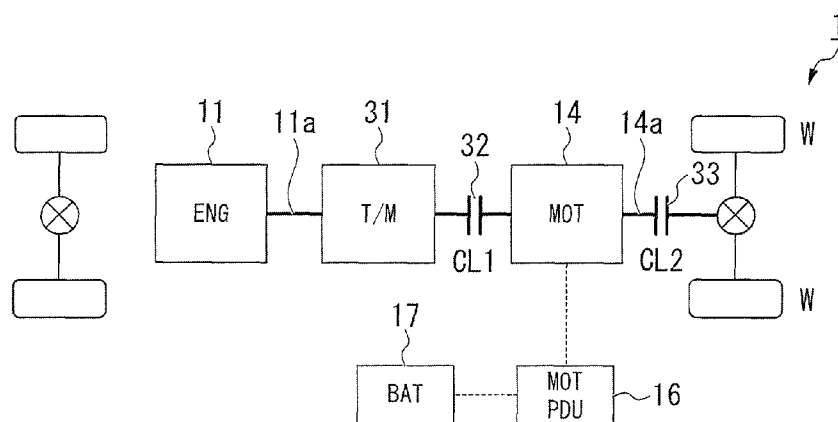 1
11
11a
31
32
14
14a
33
W
ENG
T/M
MOT
CL1
CL2
W
17
BAT
MOT
PDU
16